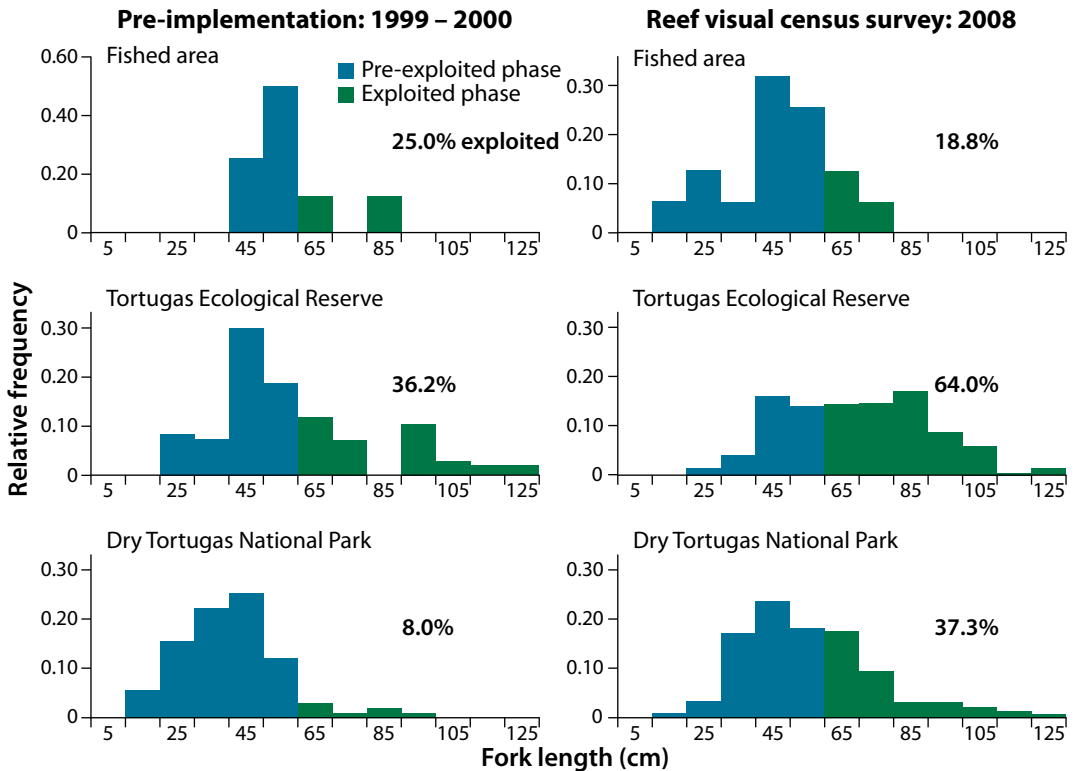 Pre-implementation: 1999 – 2000
Reef visual census survey: 2008
Relative frequency
Fished area
Pre-exploited phase
Exploited phase
25.0% exploited
0.60
0.40
0.20
0
5 25 45 65 85 105 125
Fished area
18.8%
0.30
0.20
0.10
0
5 25 45 65 85 105 125
Tortugas Ecological Reserve
36.2%
0.30
0.20
0.10
0
5 25 45 65 85 105 125
Tortugas Ecological Reserve
64.0%
0.30
0.20
0.10
0
5 25 45 65 85 105 125
Dry Tortugas National Park
8.0%
0.30
0.20
0.10
0
5 25 45 65 85 105 125
Dry Tortugas National Park
37.3%
0.30
0.20
0.10
0
5 25 45 65 85 105 125
Fork length (cm)